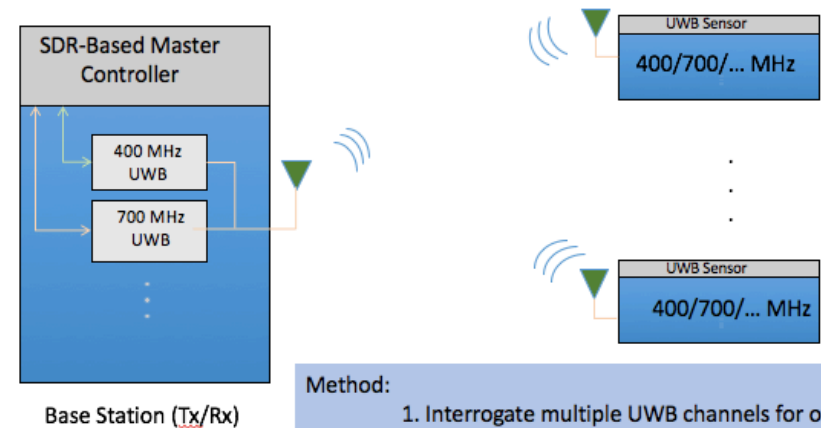 SDR-Based Master
Controller
400 MHz
UWB
700 MHz
UWB
Base Station (Tx/Rx)
UWB Sensor
400/700/... MHz
UWB Sensor
400/700/... MHz
Method:
1. Interrogate multiple UWB channels for o